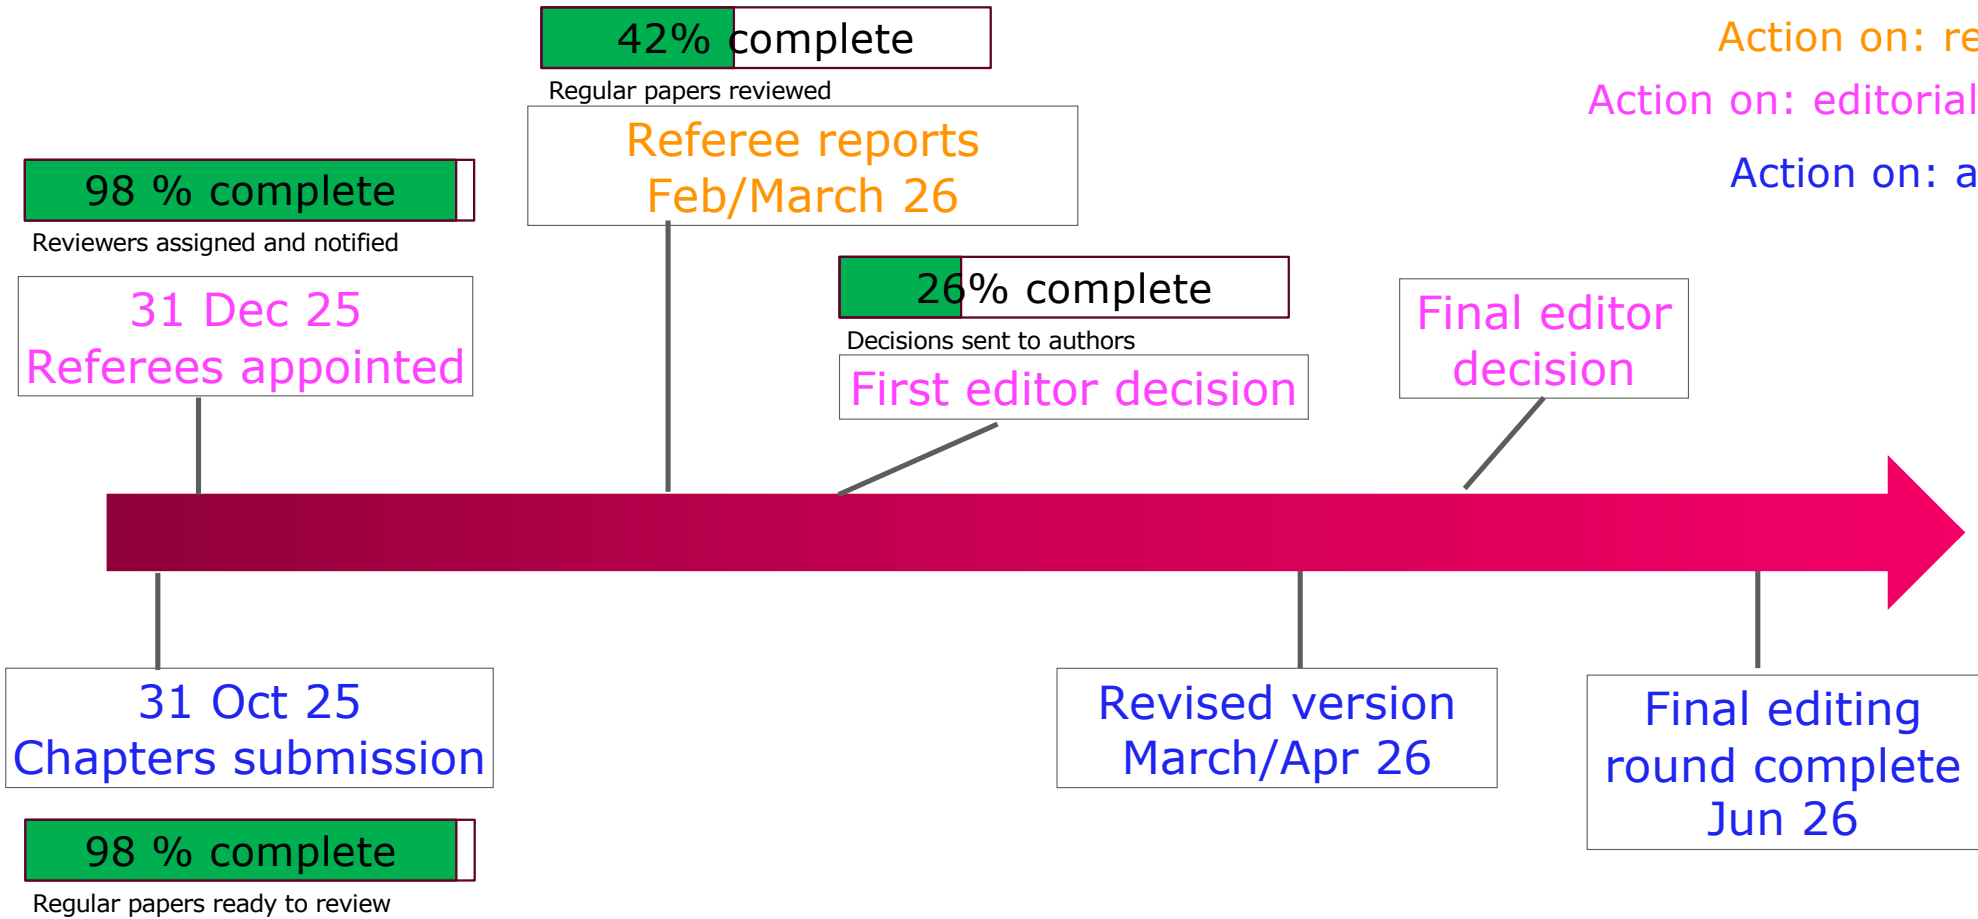 42% complete
Regular papers reviewed
Referee reports
Feb/March 26
Action on: re
Action on: editorial
Action on: a
98 % complete
Reviewers assigned and notified
31 Dec 25
Referees appointed
26% complete
Decisions sent to authors
First editor decision
Final editor
decision
31 Oct 25
Chapters submission
98 % complete
Regular papers ready to review
Revised version
March/Apr 26
Final editing
round complete
Jun 26